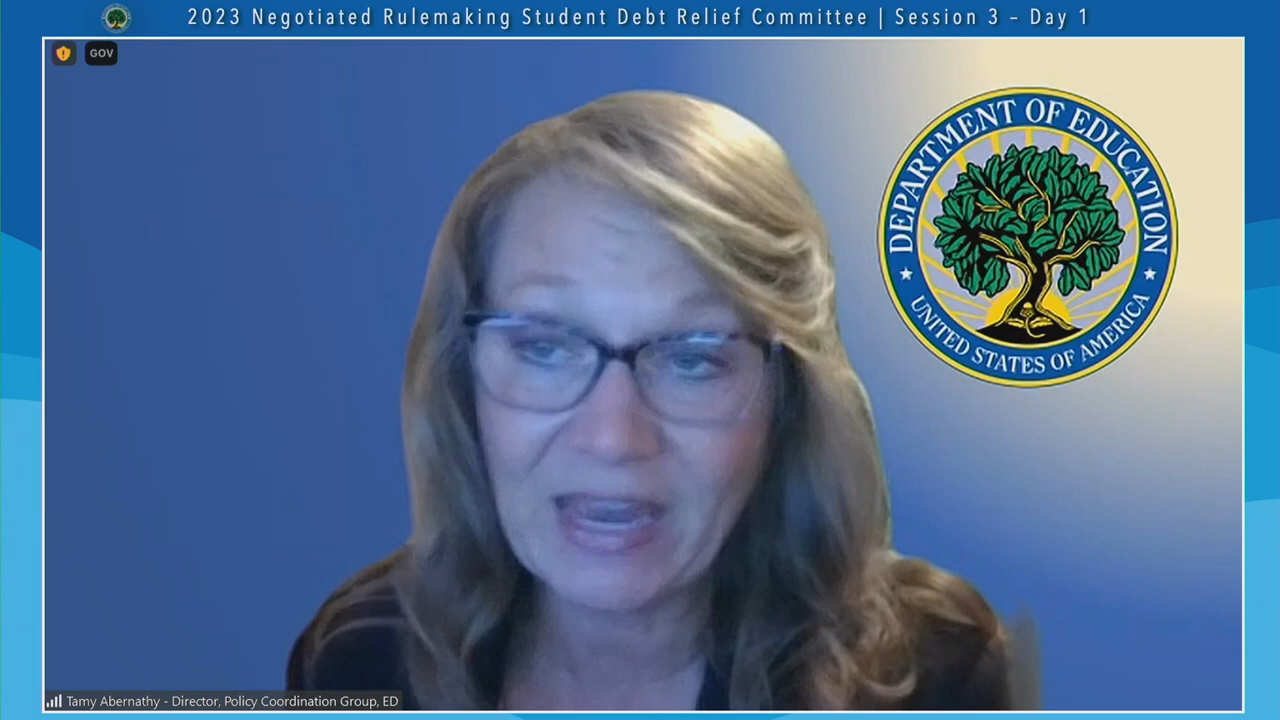 2023 Negotiated Rulemaking Student Debt Relief Committee | Session 3 – Day 1
GOV
DEPARTMENT OF EDUCATION
UNITED STATES OF AMERICA
Tamy Abernathy - Director, Policy Coordination Group, ED